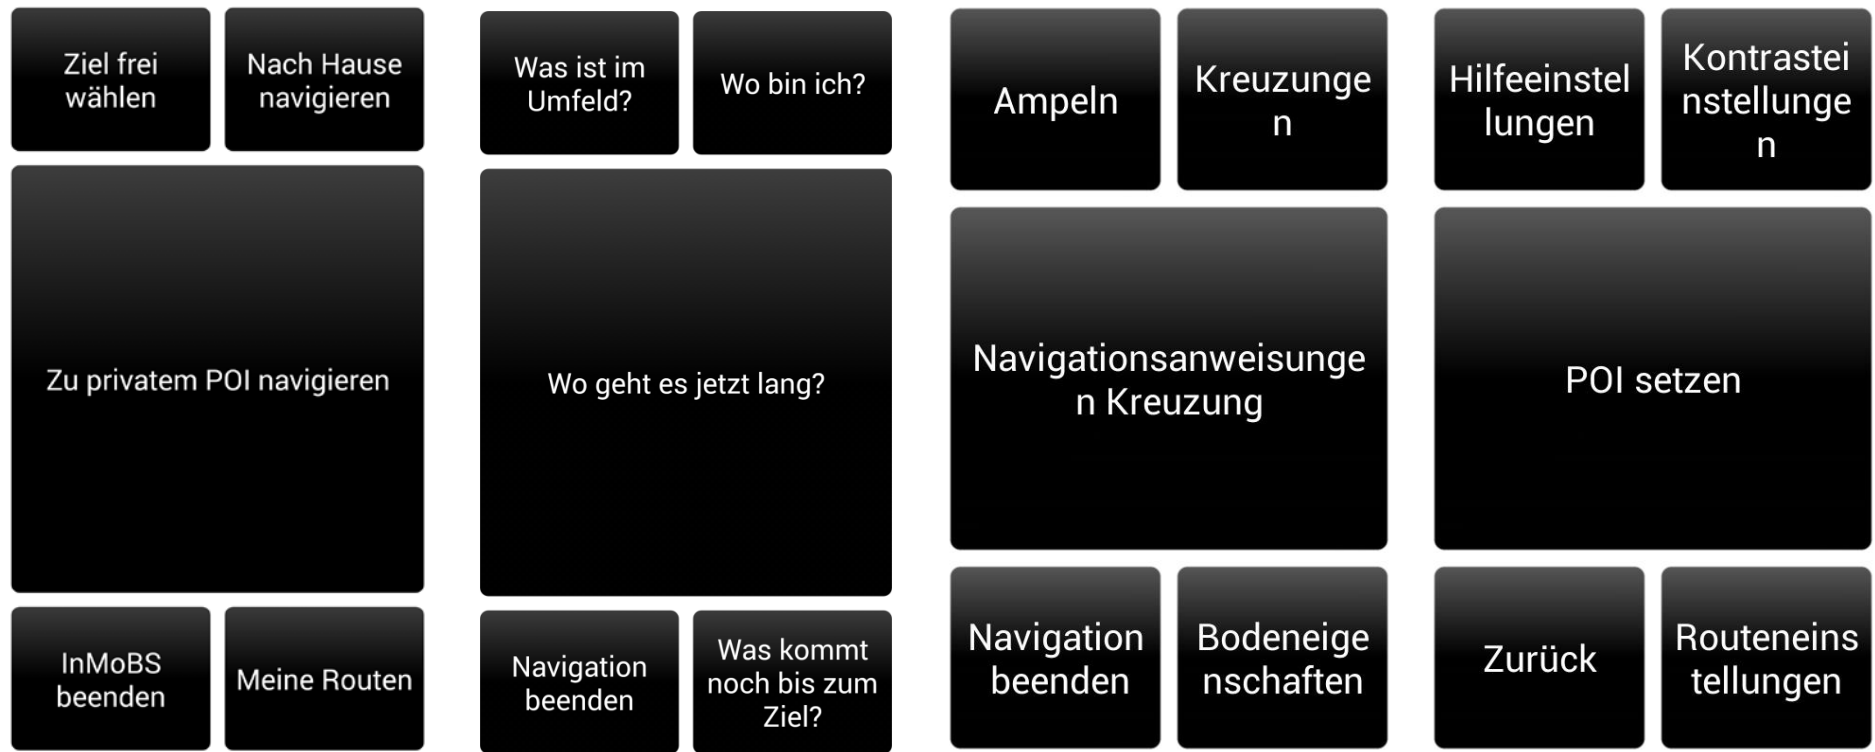 Ziel frei
wählen
Nach Hause
navigieren
Zu privatem POI navigieren
InMoBS
beenden
Meine Routen
Was ist im
Umfeld?
Wo bin ich?
Wo geht es jetzt lang?
Navigation
beenden
Was kommt
noch bis zum
Ziel?
Ampeln
Kreuzunge
n
Navigationsanweisunge
n Kreuzung
Navigation
beenden
Bodeneige
nschaften
Hilfeeinstel
lungen
Kontrastei
nstellunge
n
POI setzen
Zurück
Routeneins
tellungen